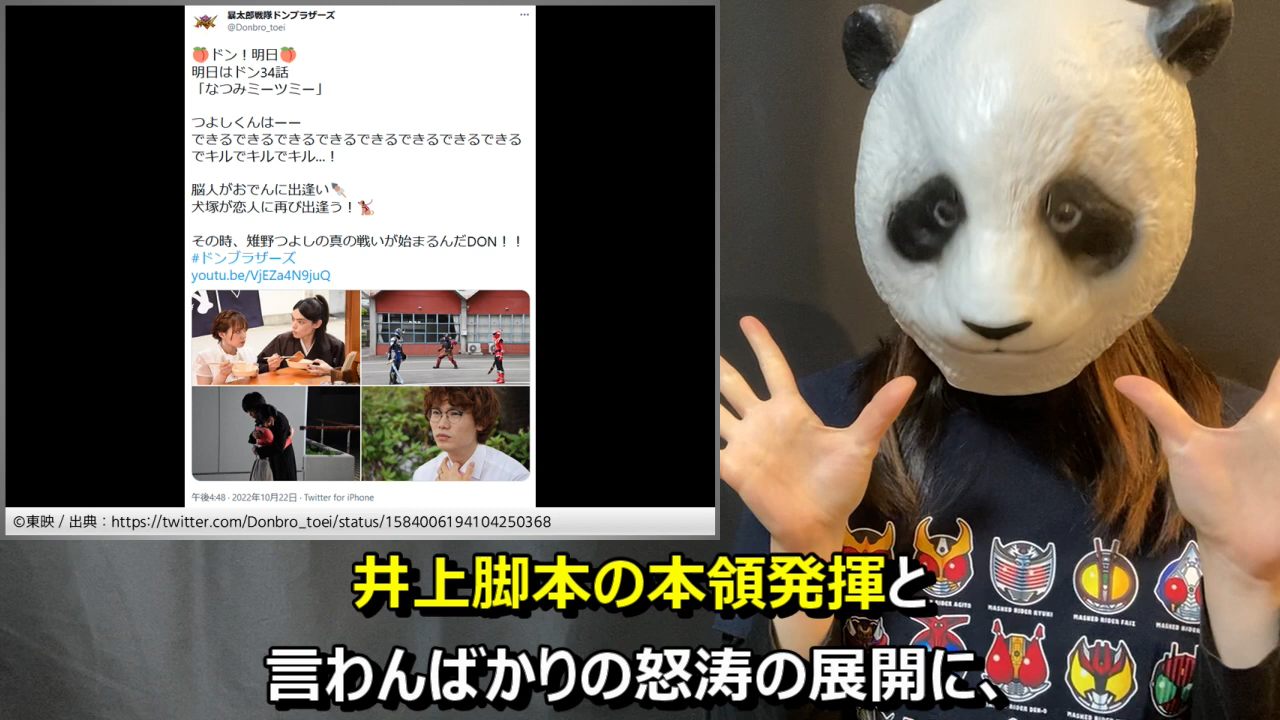 暴太郎戦隊ドンブラザーズ
@Donbro_toei
🍑ドン！明日🍑
明日はドン34話
「なつみミーツミー」
つよしくんはーー
できるできるできるできるできるできるできるできる
でキルでキルでキル...！
脳人がおでんに出逢い🍢
犬塚が恋人に再び出逢う！🐕‍🦺
その時、雉野つよしの真の戦いが始まるんだDON！！
#ドンブラザーズ
youtu.be/VjEZa4N9juQ
午後4:48 · 2022年10月22日 · Twitter for iPhone
©東映 / 出典：https://twitter.com/Donbro_toei/status/1584006194104250368
井上脚本の本領発揮と
言わんばかりの怒涛の展開に、
RIDER AGITO
MASKED RIDER RYUKI
MASKED RIDER FAIZ
MASKED RID
RIDER DEN-O